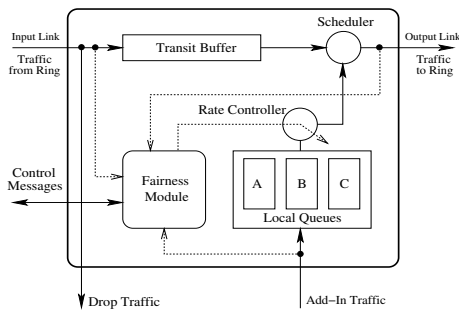 Scheduler
Input Link
Traffic
from Ring
Transit Buffer
Output Link
Traffic
to Ring
Rate Controller
Control
Messages
Fairness
Module
A
B
C
Local Queues
Drop Traffic
Add-In Traffic